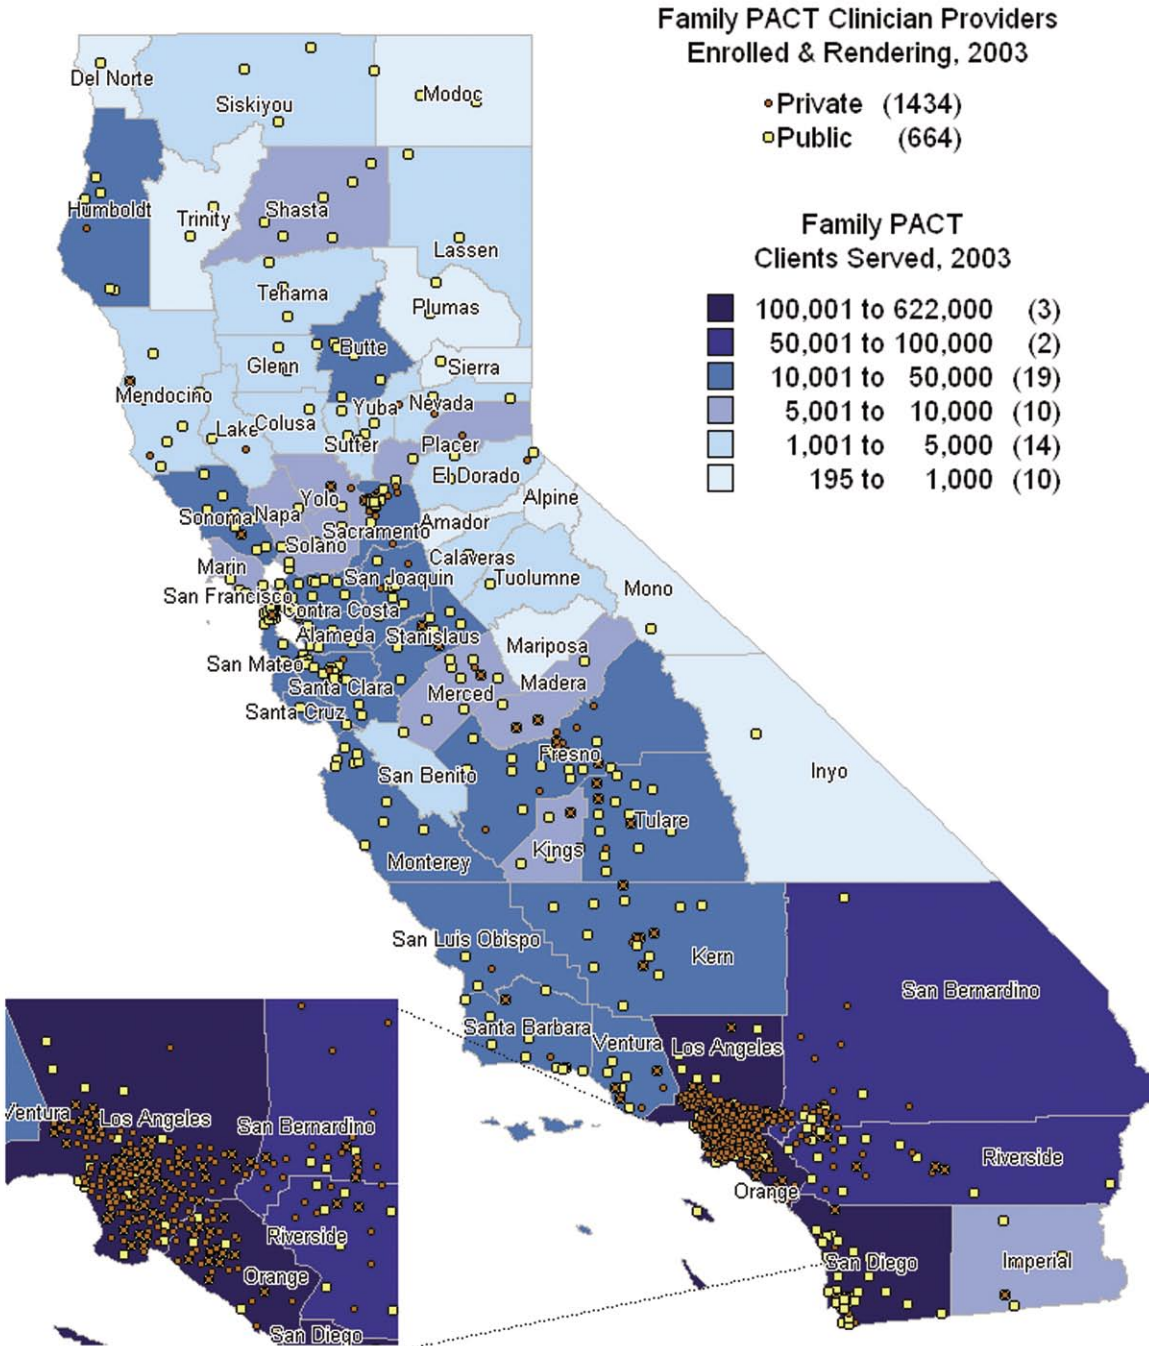 Family PACT Clinician Providers
Enrolled & Rendering, 2003
Private (1434)
Public (664)
Family PACT
Clients Served, 2003
100,001 to 622,000 (3)
50,001 to 100,000 (2)
10,001 to 50,000 (19)
5,001 to 10,000 (10)
1,001 to 5,000 (14)
195 to 1,000 (10)
Del Norte
Siskiyou
Modoc
Humboldt
Trinity
Shasta
Lassen
Tehama
Plumas
Butte
Glenn
Sierra
Mendocino
Lake
Colusa
Yuba
Nevada
Sutter
Placer
El Dorado
Yolo
Alpine
Sonoma
Napa
Sacramento
Amador
Solano
Marin
Calaveras
San Joaquin
Tuolumne
Mono
San Francisco
Contra Costa
Alameda
Stanislaus
Mariposa
San Mateo
Santa Clara
Merced
Madera
Santa Cruz
Fresno
San Benito
Inyo
Tulare
Kings
Monterey
San Luis Obispo
Kern
San Bernardino
Santa Barbara
Ventura
Los Angeles
Riverside
Orange
San Diego
Imperial
Ventura
Los Angeles
San Bernardino
Riverside
Orange
San Diego